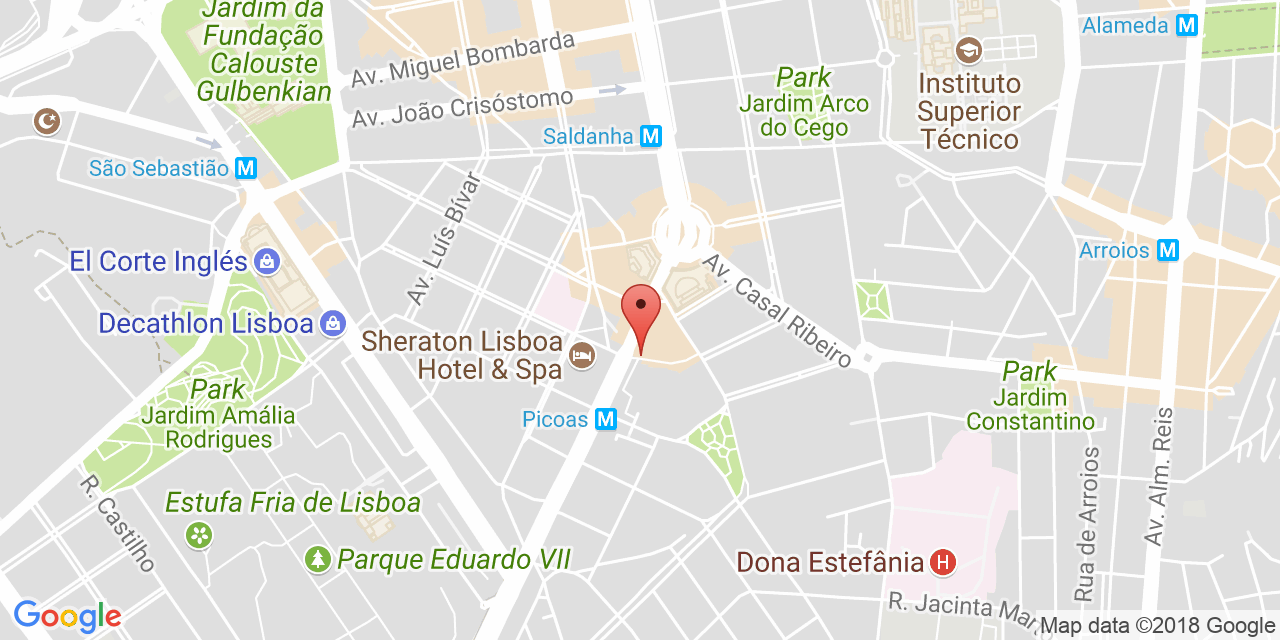 Jardim da
Fundação
Calouste
Gulbenkian
Av. Miguel Bombarda
Av. João Crisóstomo
Alameda M
Park
Jardim Arco
do Cego
Instituto
Superior
Técnico
Saldanha M
São Sebastião M
Av. Luís Bívar
El Corte Inglés
Av. Casal Ribeiro
Arroios M
Decathlon Lisboa
Sheraton Lisboa
Hotel & Spa
Park
Jardim Amália
Rodrigues
Park
Jardim
Constantino
Picoas M
Av. Alm. Reis
R. Castilho
Estufa Fria de Lisboa
Rua de Arroios
Parque Eduardo VII
Dona Estefânia H
R. Jacinta Mar
Google
Map data ©2018 Google